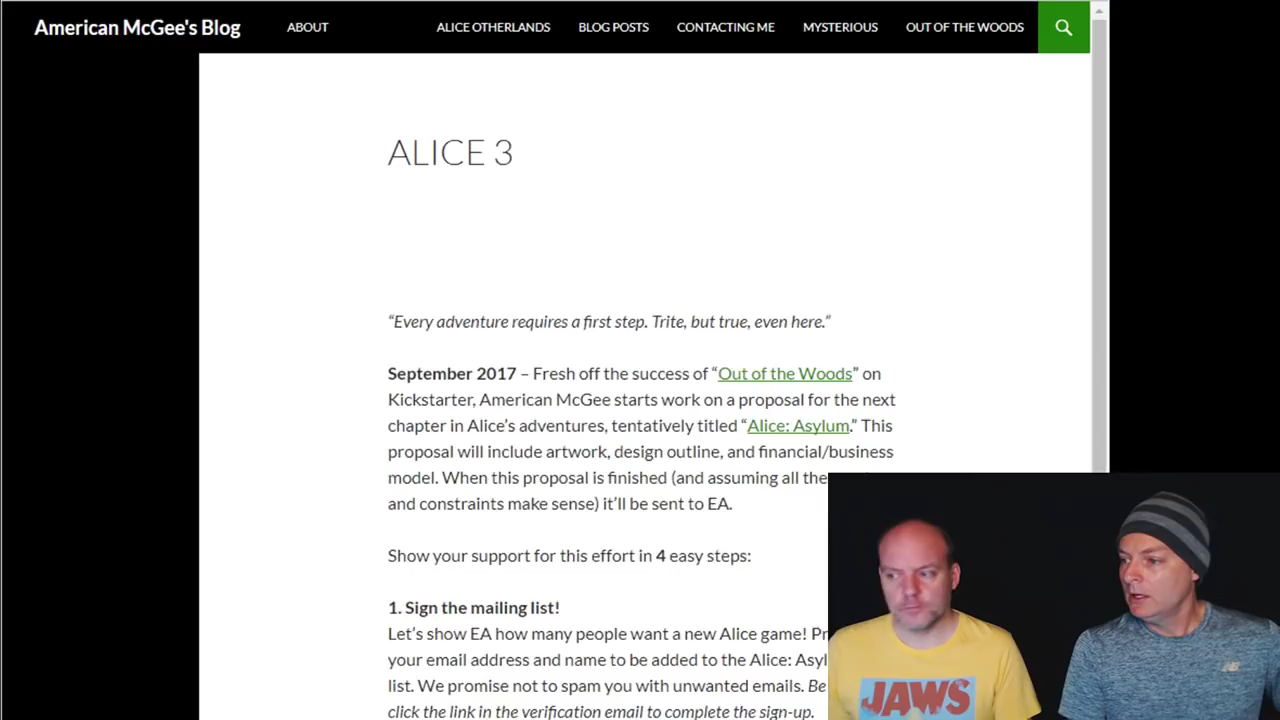 American McGee's Blog
ABOUT
ALICE OTHERLANDS
BLOG POSTS
CONTACTING ME
MYSTERIOUS
OUT OF THE WOODS
ALICE 3
“Every adventure requires a first step. Trite, but true, even here.”
September 2017 – Fresh off the success of “Out of the Woods” on
Kickstarter, American McGee starts work on a proposal for the next
chapter in Alice’s adventures, tentatively titled “Alice: Asylum.” This
proposal will include artwork, design outline, and financial/business
model. When this proposal is finished (and assuming all the
and constraints make sense) it’ll be sent to EA.
Show your support for this effort in 4 easy steps:
1. Sign the mailing list!
Let’s show EA how many people want a new Alice game!
your email address and name to be added to the Alice:
list. We promise not to spam you with unwanted emails. Be
click the link in the verification email to complete the sign-up.
JAWS